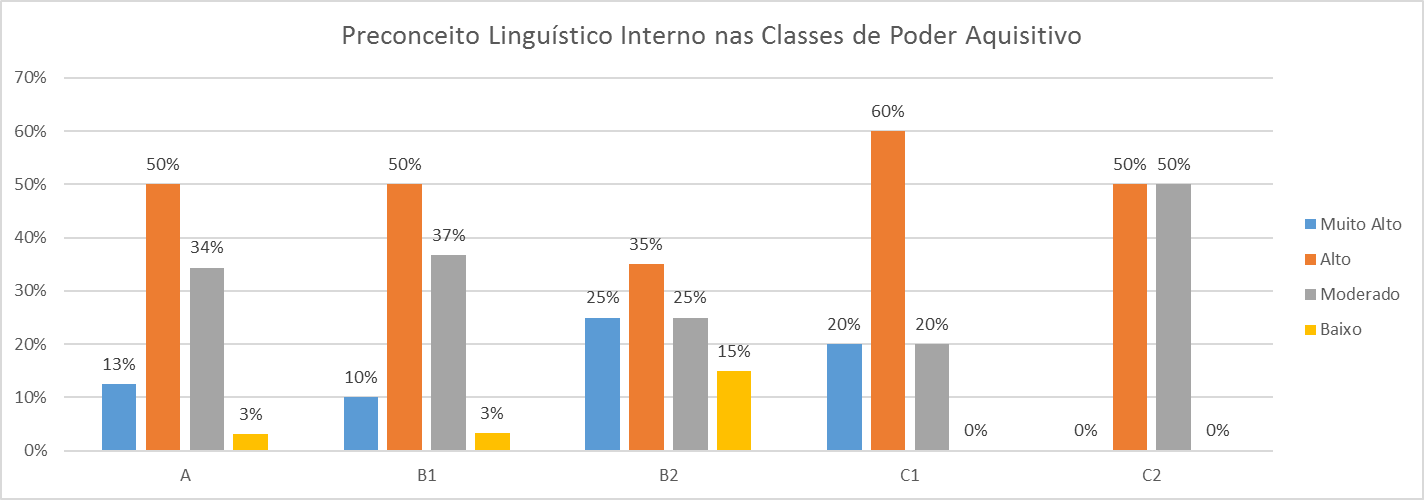 Preconceito Linguístico Interno nas Classes de Poder Aquisitivo
70%
60%
50%
40%
30%
20%
10%
0%
13%
50%
34%
3%
10%
50%
37%
3%
25%
35%
25%
15%
20%
60%
20%
0%
0%
50%
50%
0%
A
B1
B2
C1
C2
Muito Alto
Alto
Moderado
Baixo